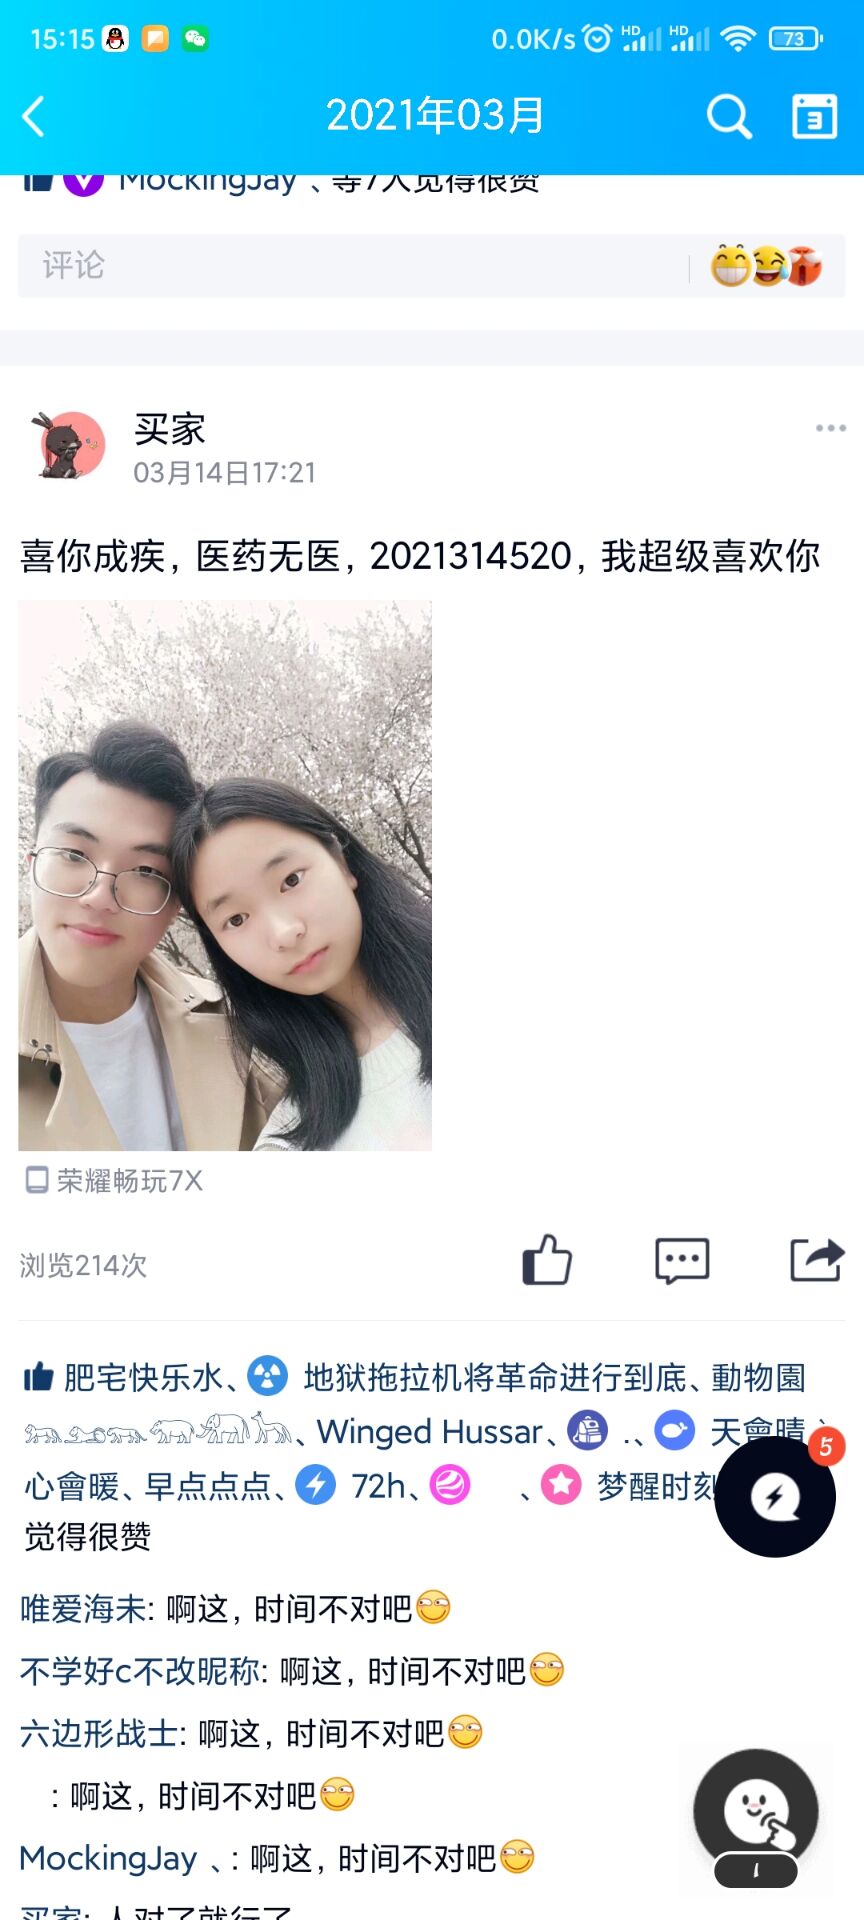 15:15 0.0K/s HD HD 73
2021年03月
3
MockingJay 、等7人觉得很赞
评论
买家
03月14日17:21
喜你成疾，医药无医，2021314520，我超级喜欢你
荣耀畅玩7X
浏览214次
肥宅快乐水、 地狱拖拉机将革命进行到底、動物園
、Winged Hussar、 .、 天會晴、
心會暖、早点点点、 72h、 、 梦醒时刻
5
觉得很赞
唯爱海未: 啊这，时间不对吧
不学好c不改昵称: 啊这，时间不对吧
六边形战士: 啊这，时间不对吧
: 啊这，时间不对吧
MockingJay 、: 啊这，时间不对吧
买家: 人对了就行了